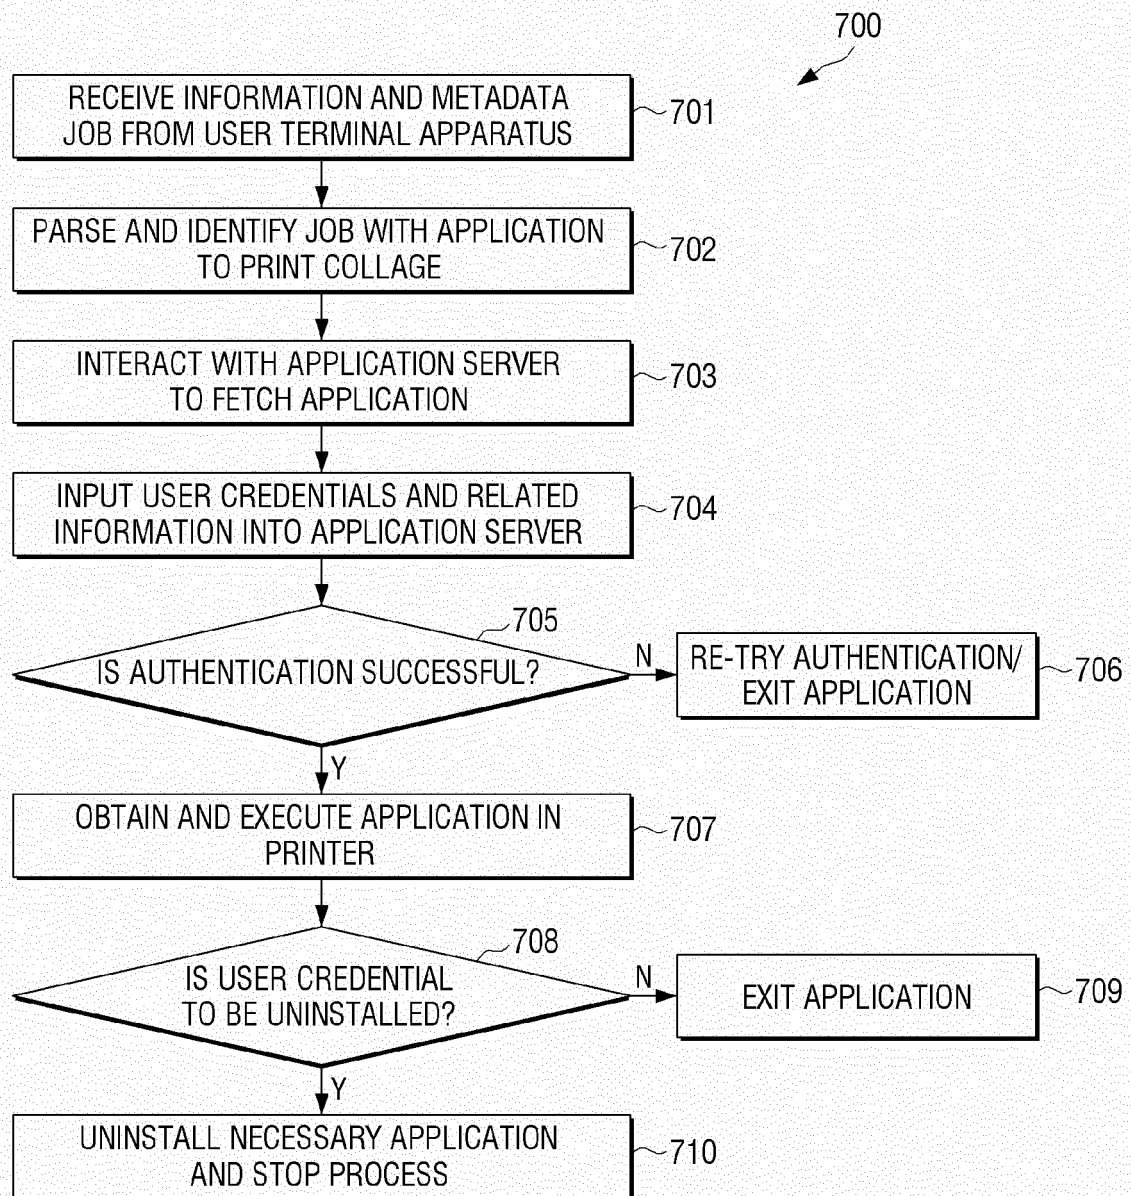 700
RECEIVE INFORMATION AND METADATA
JOB FROM USER TERMINAL APPARATUS
701
PARSE AND IDENTIFY JOB WITH APPLICATION
TO PRINT COLLAGE
702
INTERACT WITH APPLICATION SERVER
TO FETCH APPLICATION
703
INPUT USER CREDENTIALS AND RELATED
INFORMATION INTO APPLICATION SERVER
704
705
IS AUTHENTICATION SUCCESSFUL?
N
RE-TRY AUTHENTICATION/
EXIT APPLICATION
706
Y
OBTAIN AND EXECUTE APPLICATION IN
PRINTER
707
708
IS USER CREDENTIAL
TO BE UNINSTALLED?
N
EXIT APPLICATION
709
Y
UNINSTALL NECESSARY APPLICATION
AND STOP PROCESS
710